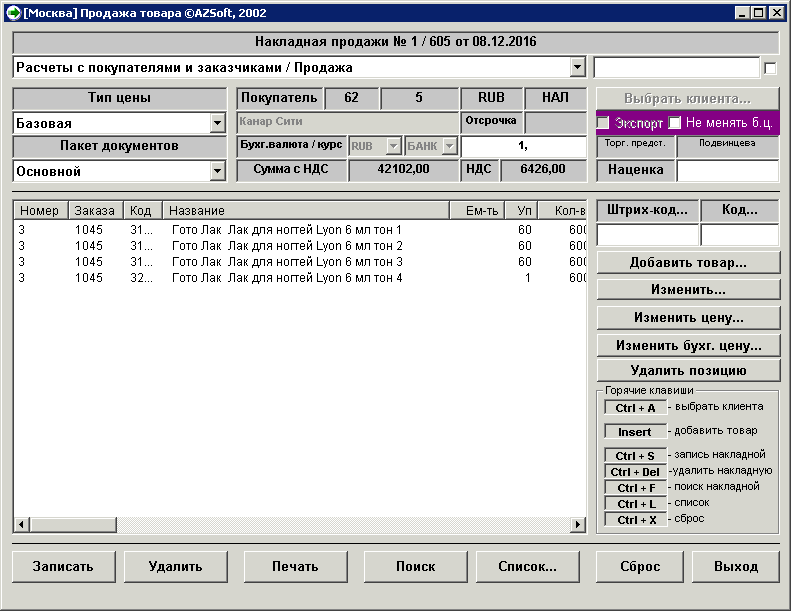 [Москва] Продажа товара ©AZSoft, 2002
Накладная продажи № 1 / 605 от 08.12.2016
Расчеты с покупателями и заказчиками / Продажа
Тип цены
Базовая
Пакет документов
Основной
Покупатель 62 5 RUB НАЛ
Канар Сити Отсрочка
Бухг.валюта / курс RUB БАНК 1,
Сумма с НДС 42102,00 НДС 6426,00
Выбрать клиента...
Экспорт Не менять б.ц.
Торг. предст. Подвинцева
Наценка
Номер Заказа Код Название Ем-ть Уп Кол-в
3 1045 31... Гото Лак Лак для ногтей Lyon 6 мл тон 1 60 600
3 1045 31... Гото Лак Лак для ногтей Lyon 6 мл тон 2 60 600
3 1045 31... Гото Лак Лак для ногтей Lyon 6 мл тон 3 60 600
3 1045 32... Гото Лак Лак для ногтей Lyon 6 мл тон 4 1 600
Штрих-код... Код...
Добавить товар...
Изменить...
Изменить цену...
Изменить бухг. цену...
Удалить позицию
Горячие клавиши
Ctrl + A - выбрать клиента
Insert - добавить товар
Ctrl + S - запись накладной
Ctrl + Del -удалить накладную
Ctrl + F - поиск накладной
Ctrl + L - список
Ctrl + X - сброс
Записать Удалить Печать Поиск Список... Сброс Выход